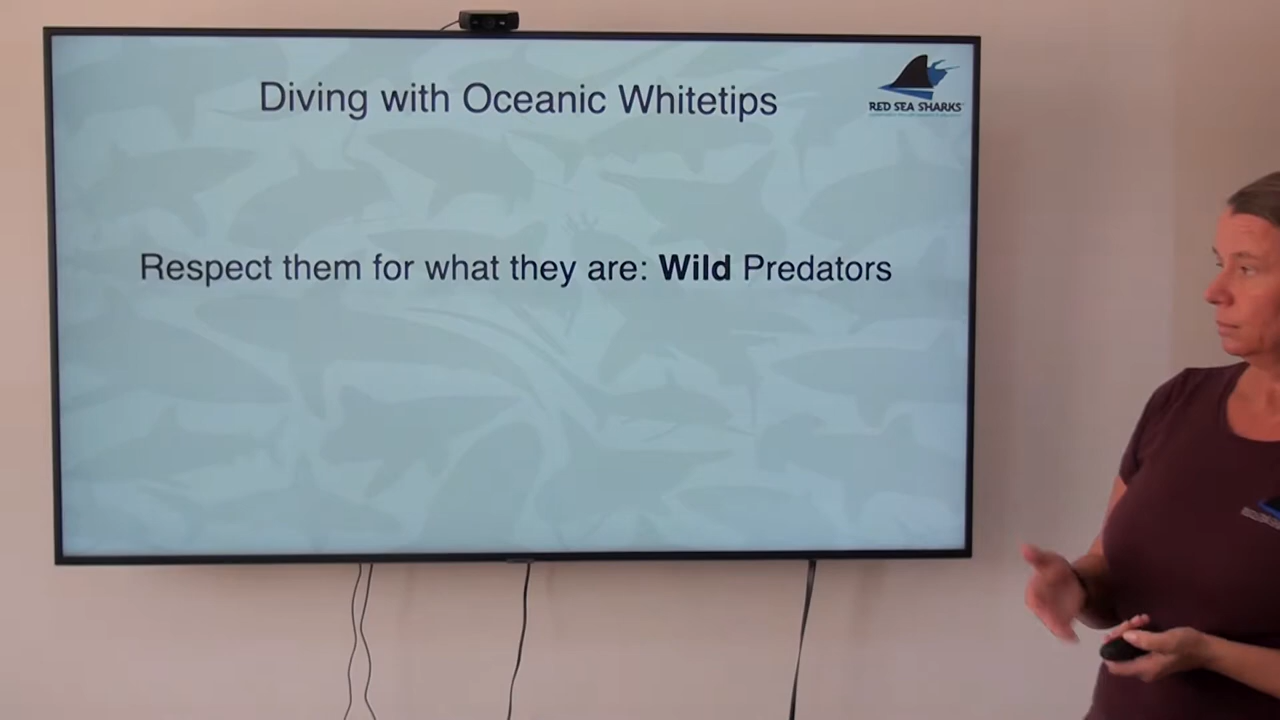 Diving with Oceanic Whitetips
RED SEA SHARKS
Respect them for what they are: Wild Predators